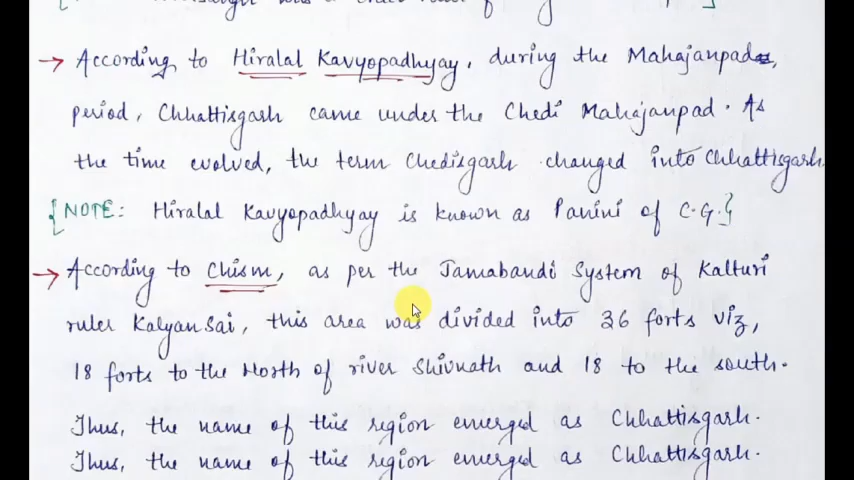 → According to Hiralal Kavyopadhyay, during the Mahajanpad
period, Chhattisgarh came under the Chedi Mahajanpad. As
the time evolved, the term Chedisgarh changed into Chhattisgarh.
{NOTE: Hiralal Kavyopadhyay is known as Panini of C.G.}
→ According to Chism, as per the Jamabandi System of Kalturi
ruler Kalyan Sai, this area was divided into 36 forts viz,
18 forts to the North of river Shivnath and 18 to the south.
Thus, the name of this region emerged as Chhattisgarh.
Thus, the name of this region emerged as Chhattisgarh.